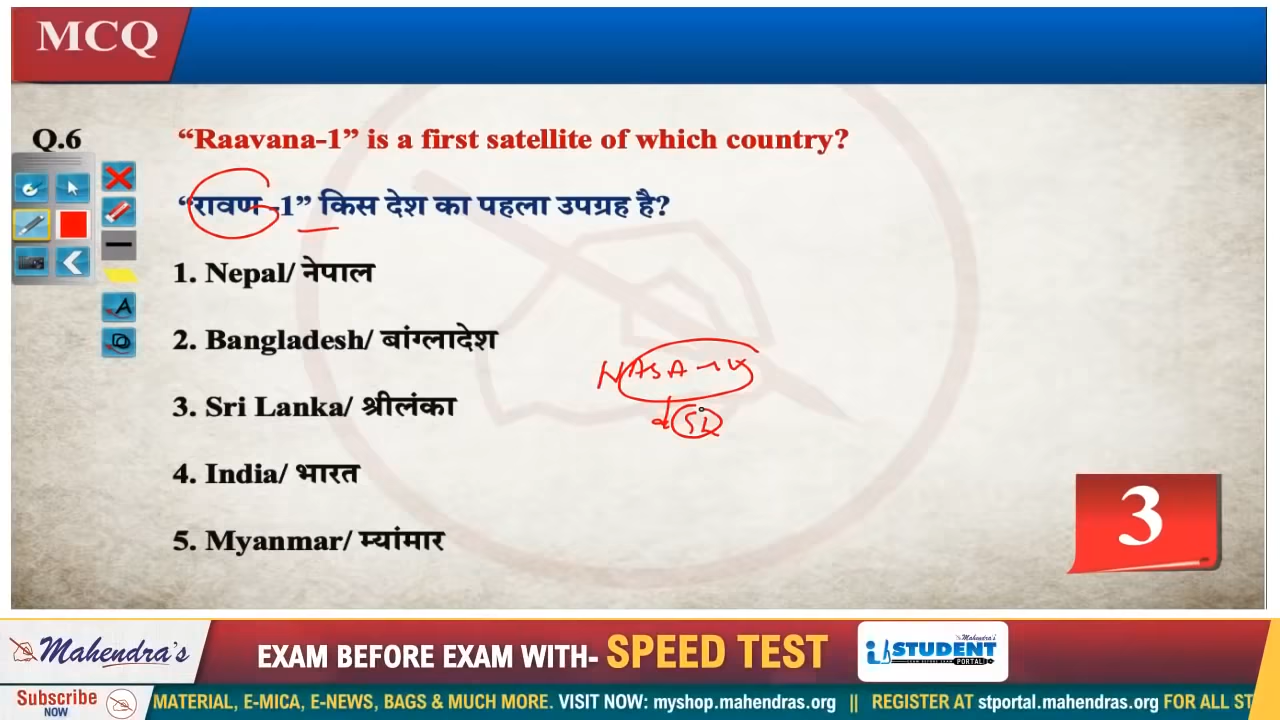 MCQ
Q.6 “Raavana-1” is a first satellite of which country?
“रावण -1” किस देश का पहला उपग्रह है?
1. Nepal/ नेपाल
2. Bangladesh/ बांग्लादेश
3. Sri Lanka/ श्रीलंका
4. India/ भारत
5. Myanmar/ म्यांमार
NASA
SL
3
Mahendra's
EXAM BEFORE EXAM WITH- SPEED TEST
Mahendra's
STUDENT
PORTAL
Subscribe
NOW
MATERIAL, E-MICA, E-NEWS, BAGS & MUCH MORE. VISIT NOW: myshop.mahendras.org || REGISTER AT stportal.mahendras.org FOR ALL ST